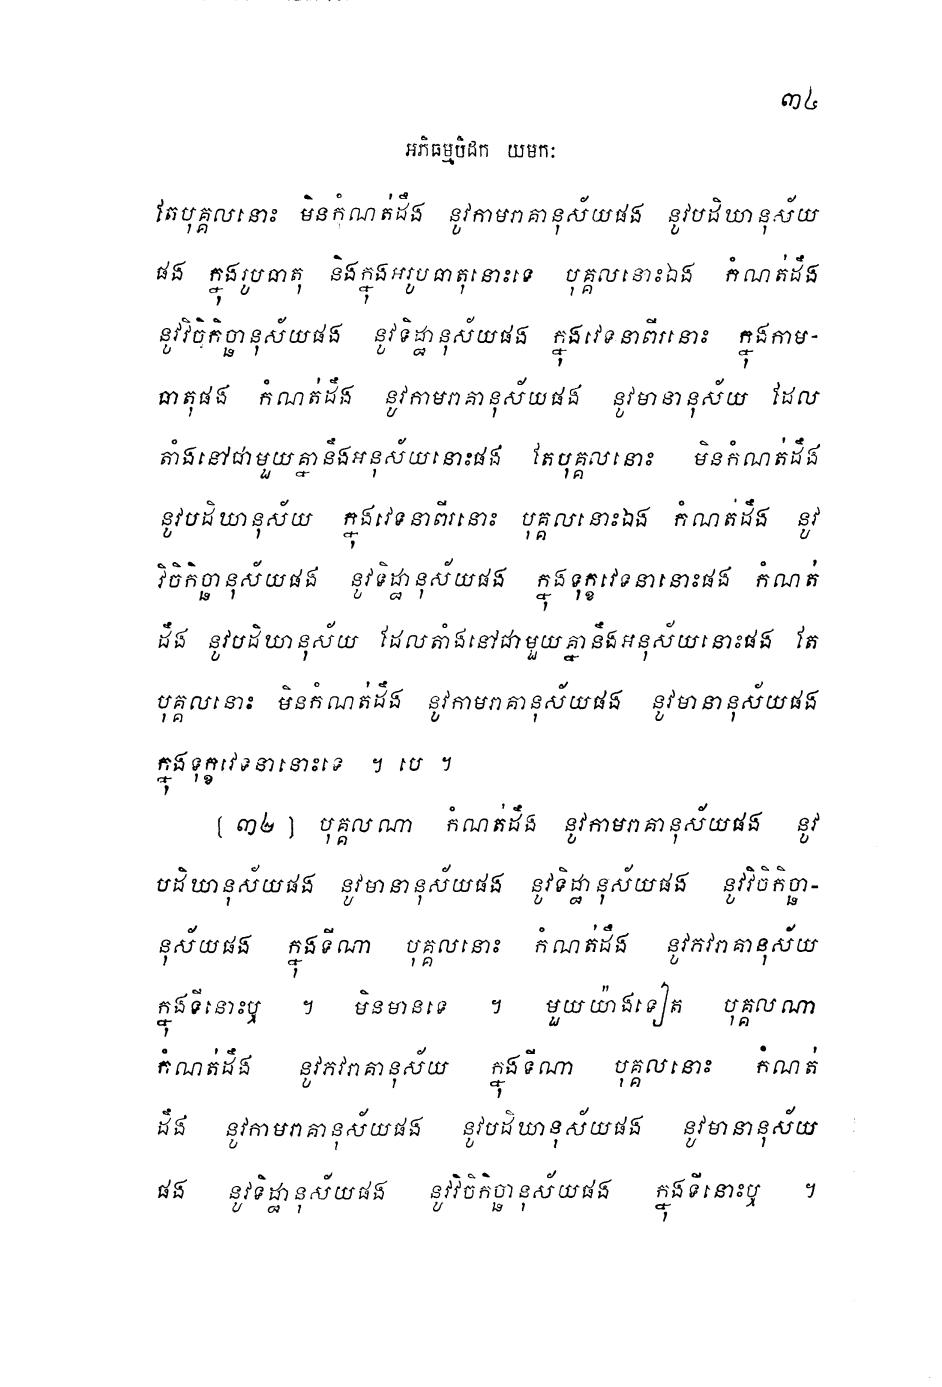 ៣៤
អភិធម្មបិដក យមកៈ
តែបុគ្គលនោះ មិនកំណត់ដឹង នូវកាមរាគានុស័យផង នូវបដិឃានុស័យ
ផង ក្នុងរូបធាតុ និងក្នុងអរូបធាតុនោះទេ បុគ្គលនោះឯង កំណត់ដឹង
នូវវិចិកិច្ឆានុស័យផង នូវទិដ្ឋានុស័យផង ក្នុងវេទនាពីរនោះ ក្នុងកាម-
ធាតុផង កំណត់ដឹង នូវកាមរាគានុស័យផង នូវមានានុស័យ ដែល
តាំងនៅជាមួយគ្នានឹងអនុស័យនោះផង តែបុគ្គលនោះ មិនកំណត់ដឹង
នូវបដិឃានុស័យ ក្នុងវេទនាពីរនោះ បុគ្គលនោះឯង កំណត់ដឹង នូវ
វិចិកិច្ឆានុស័យផង នូវទិដ្ឋានុស័យផង ក្នុងទុក្ខវេទនានោះផង កំណត់
ដឹង នូវបដិឃានុស័យ ដែលតាំងនៅជាមួយគ្នានឹងអនុស័យនោះផង តែ
បុគ្គលនោះ មិនកំណត់ដឹង នូវកាមរាគានុស័យផង នូវមានានុស័យផង
ក្នុងទុក្ខវេទនានោះទេ ។ បេ ។
[ ៣៤ ] បុគ្គលណា កំណត់ដឹង នូវកាមរាគានុស័យផង នូវ
បដិឃានុស័យផង នូវមានានុស័យផង នូវទិដ្ឋានុស័យផង នូវវិចិកិច្ឆា-
នុស័យផង ក្នុងទីណា បុគ្គលនោះ កំណត់ដឹង នូវភវរាគានុស័យ
ក្នុងទីនោះឬ ។ មិនមានទេ ។ មួយយ៉ាងទៀត បុគ្គលណា
កំណត់ដឹង នូវភវរាគានុស័យ ក្នុងទីណា បុគ្គលនោះ កំណត់
ដឹង នូវកាមរាគានុស័យផង នូវបដិឃានុស័យផង នូវមានានុស័យ
ផង នូវទិដ្ឋានុស័យផង នូវវិចិកិច្ឆានុស័យផង ក្នុងទីនោះឬ ។